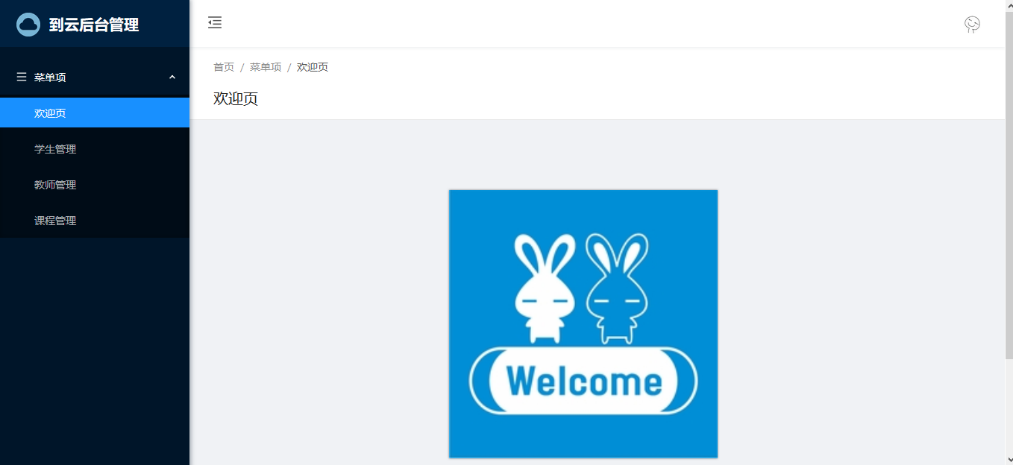 到云后台管理
菜单项
欢迎页
学生管理
教师管理
课程管理
首页 / 菜单项 / 欢迎页
欢迎页
Welcome